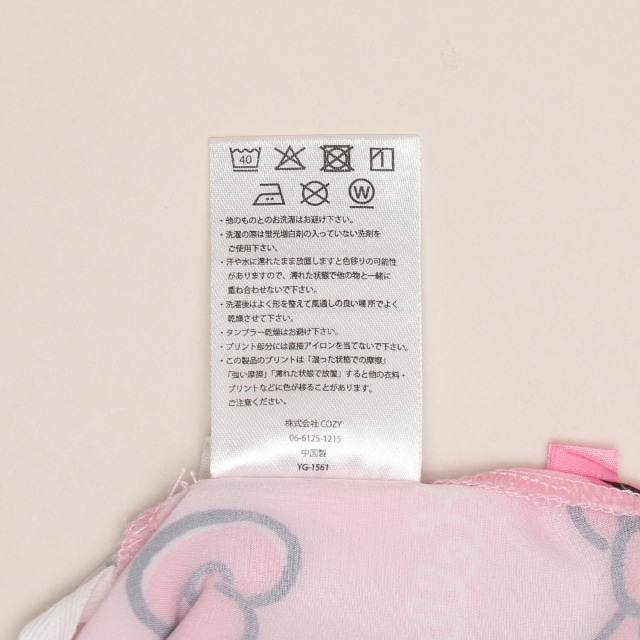 40
W
・他のものとのお洗濯はお避け下さい。
・洗濯の際は蛍光増白剤の入っていない洗剤を
ご使用下さい。
・汗や水に濡れたまま放置しますと色移りの可能性
がありますので、濡れた状態で他の物と一緒に
重ね合わせないで下さい。
・洗濯後はよく形を整えて風通しの良い場所でよく
乾燥させて下さい。
・タンブラー乾燥はお避け下さい。
・プリント部分には直接アイロンを当てないで下さい。
・この製品のプリントは「湿った状態での摩擦」
「強い摩擦」「濡れた状態で放置」すると他の衣料・
プリントなどに色が移ることがあります。
ご注意ください。
株式会社 COZY
06-6125-1215
中国製
YG-1561